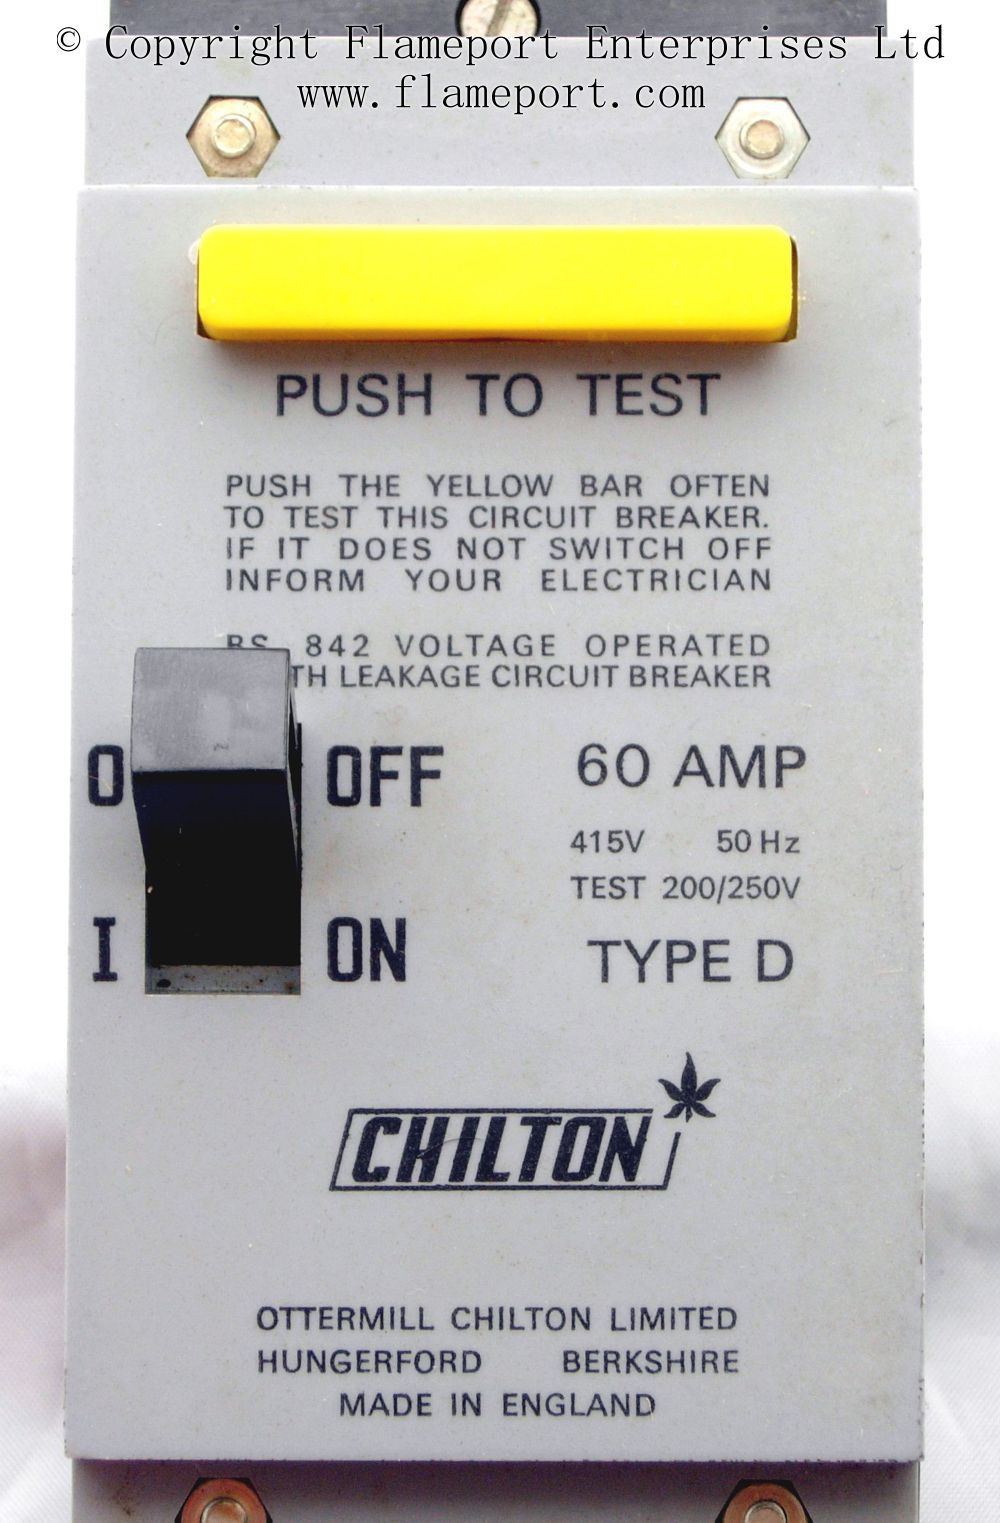 © Copyright Flameport Enterprises Ltd
www.flameport.com
PUSH TO TEST
PUSH THE YELLOW BAR OFTEN
TO TEST THIS CIRCUIT BREAKER.
IF IT DOES NOT SWITCH OFF
INFORM YOUR ELECTRICIAN
BS 842 VOLTAGE OPERATED
TH LEAKAGE CIRCUIT BREAKER
O OFF
60 AMP
415V 50 Hz
TEST 200/250V
I ON
TYPE D
CHILTON
OTTERMILL CHILTON LIMITED
HUNGERFORD BERKSHIRE
MADE IN ENGLAND